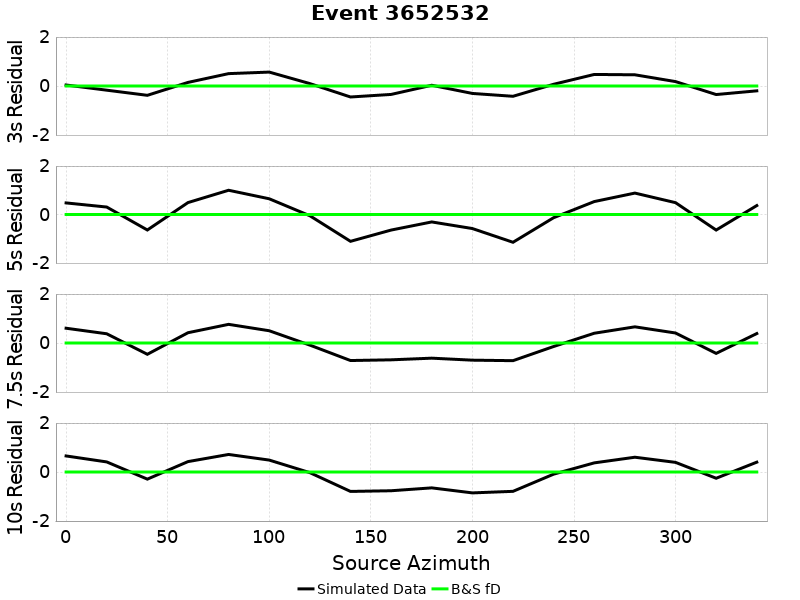 Event 3652532
3s Residual
2
0
-2
5s Residual
2
0
-2
7.5s Residual
2
0
-2
10s Residual
2
0
-2
0 50 100 150 200 250 300
Source Azimuth
Simulated Data B&S fD